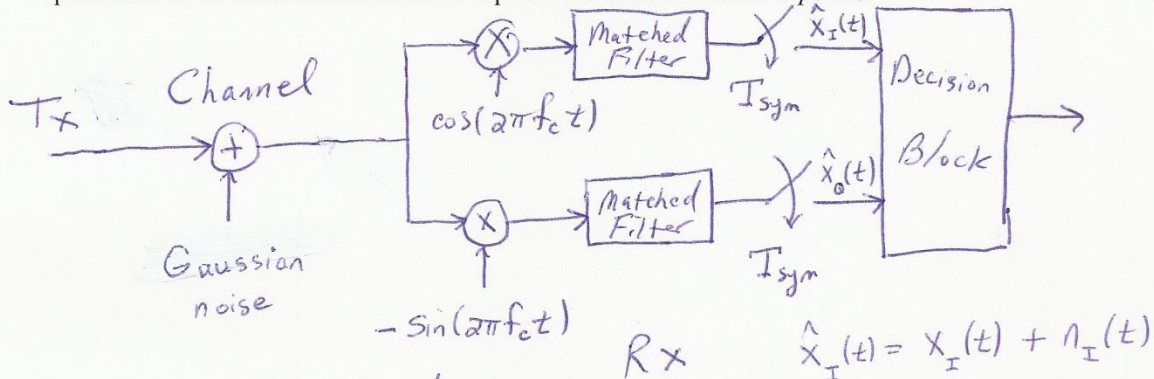 Tx
Channel
+
Gaussian
noise
X
cos(2πf_c t)
Matched
Filter
T_sym
x̂_I(t)
X
-sin(2πf_c t)
Matched
Filter
T_sym
x̂_Q(t)
Decision
Block
Rx
x̂_I(t) = x_I(t) + n_I(t)